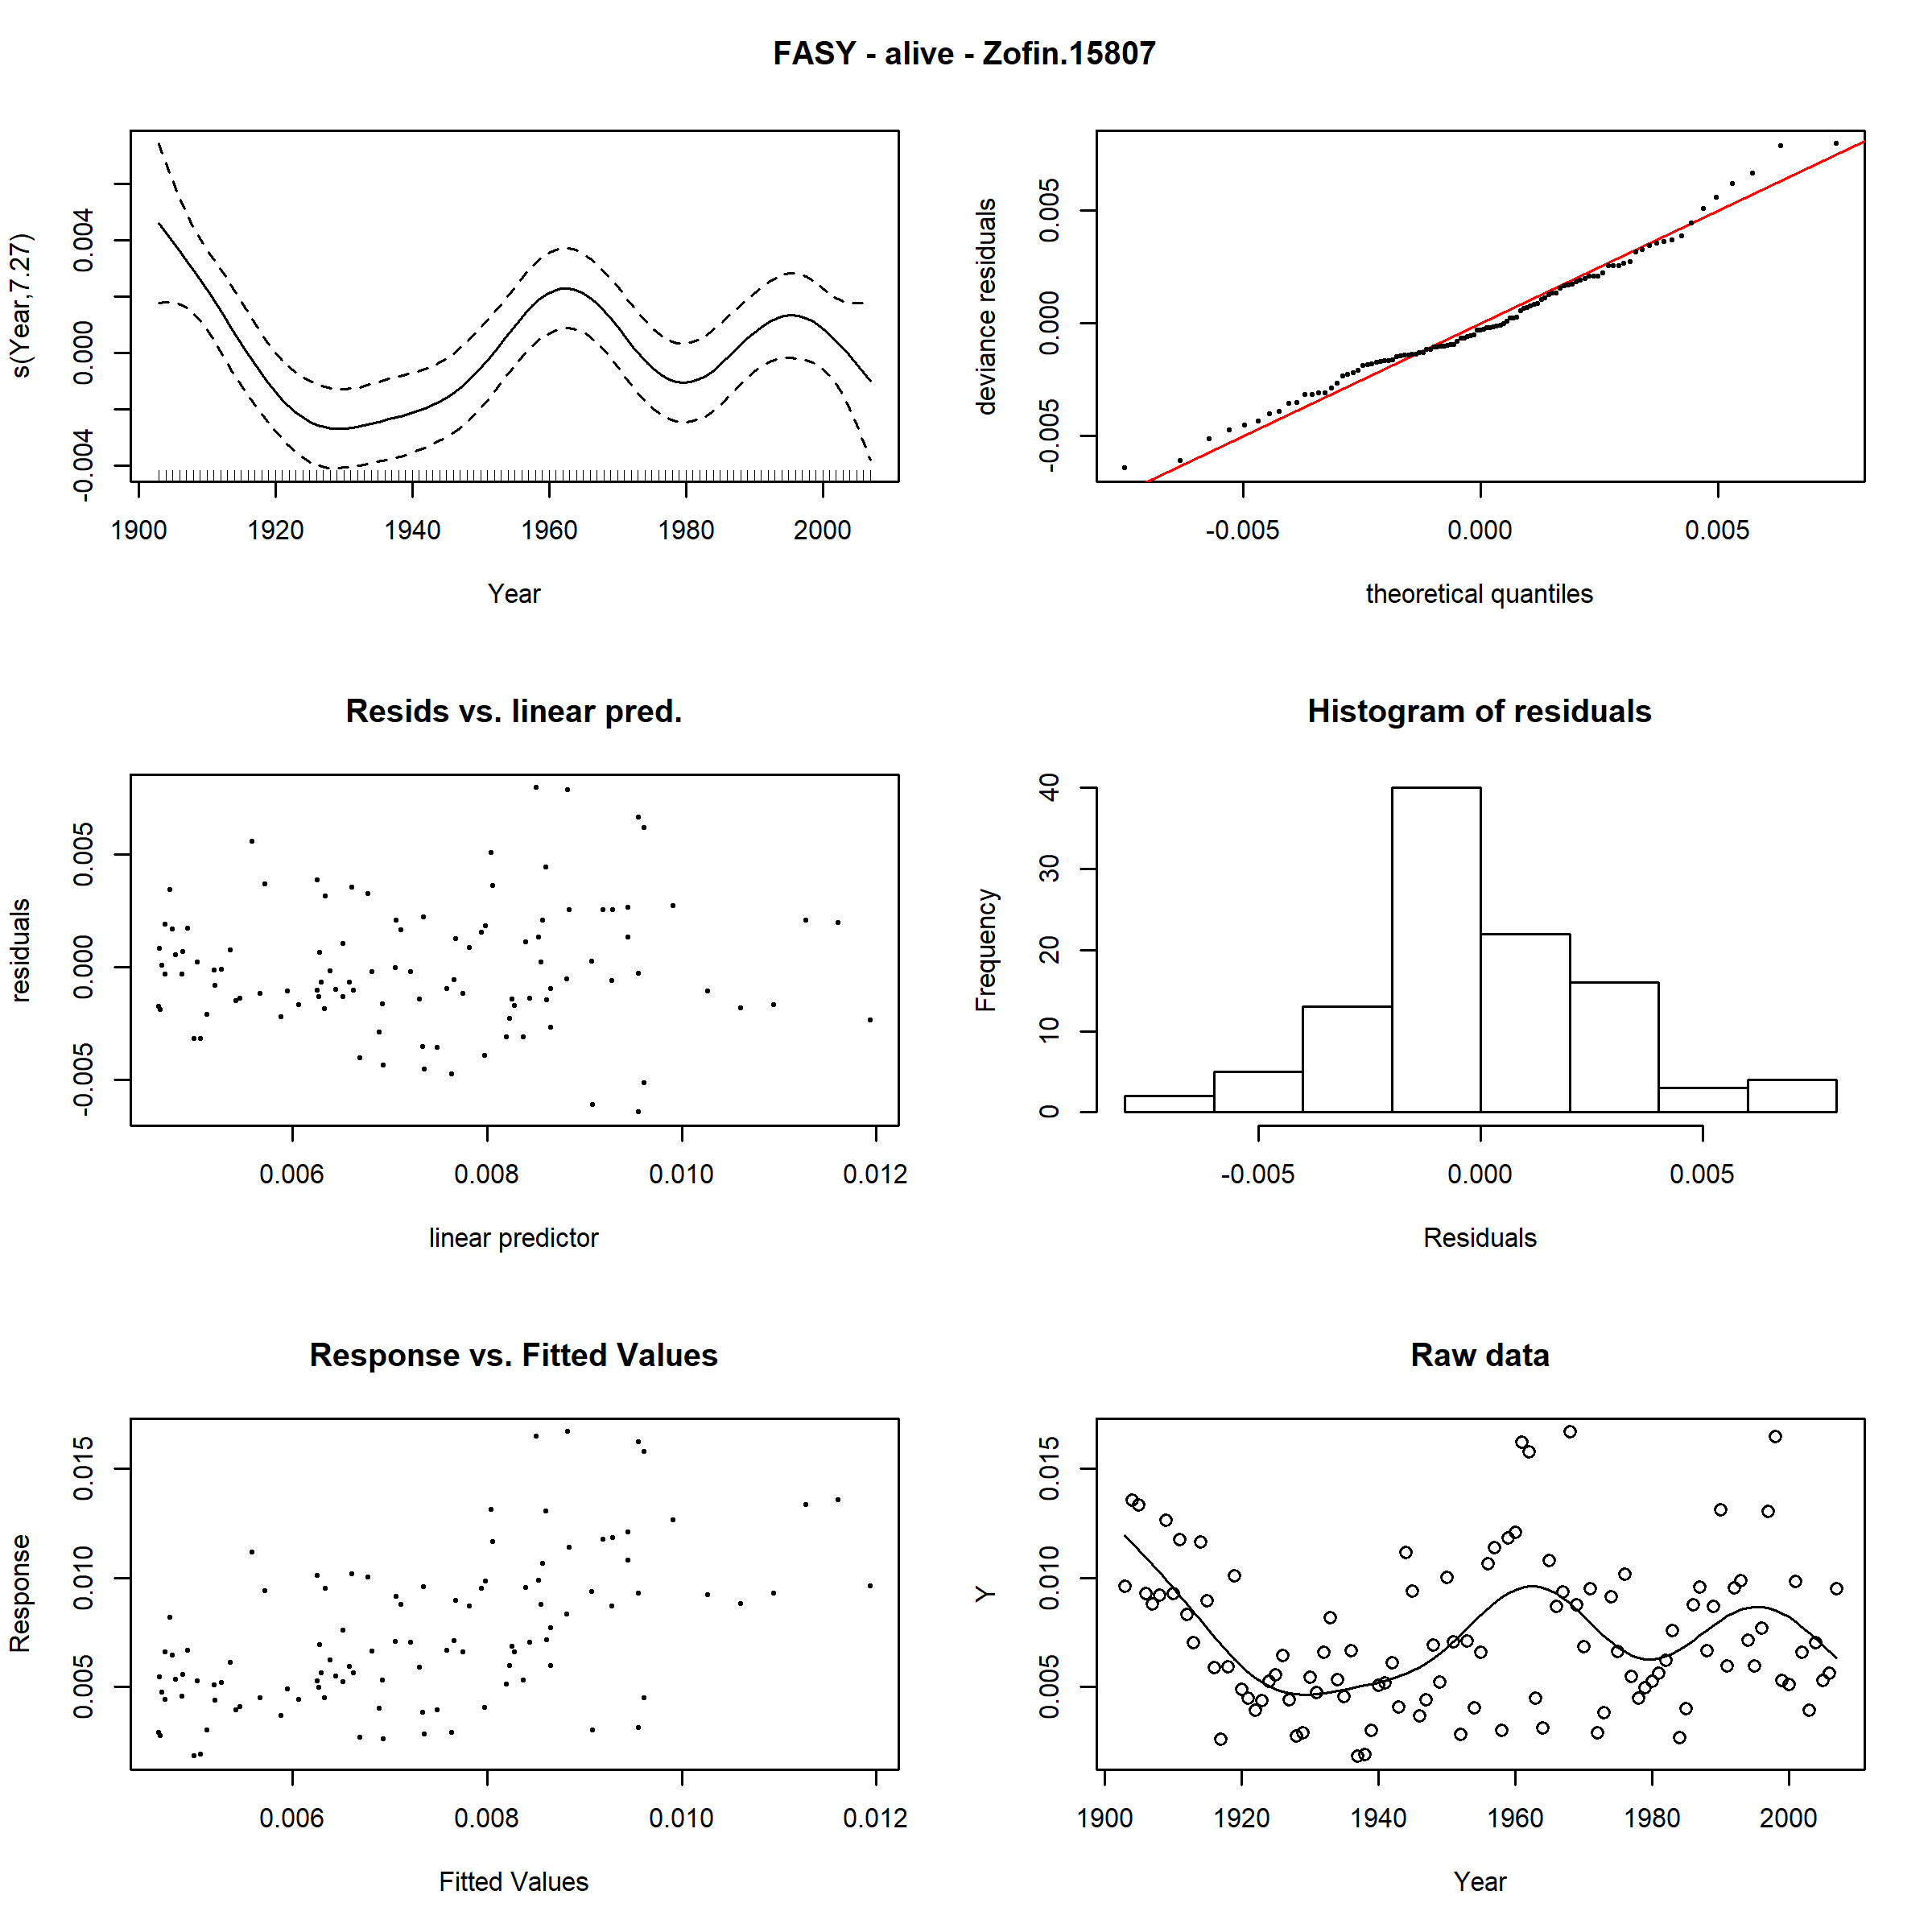 FASY - alive - Zofin.15807
s(Year,7.27)
-0.004 0.000 0.004
1900 1920 1940 1960 1980 2000
Year
deviance residuals
-0.005 0.000 0.005
-0.005 0.000 0.005
theoretical quantiles
Resids vs. linear pred.
residuals
-0.005 0.000 0.005
0.006 0.008 0.010 0.012
linear predictor
Histogram of residuals
Frequency
0 10 20 30 40
-0.005 0.000 0.005
Residuals
Response vs. Fitted Values
Response
0.005 0.010 0.015
0.006 0.008 0.010 0.012
Fitted Values
Raw data
Y
0.005 0.010 0.015
1900 1920 1940 1960 1980 2000
Year